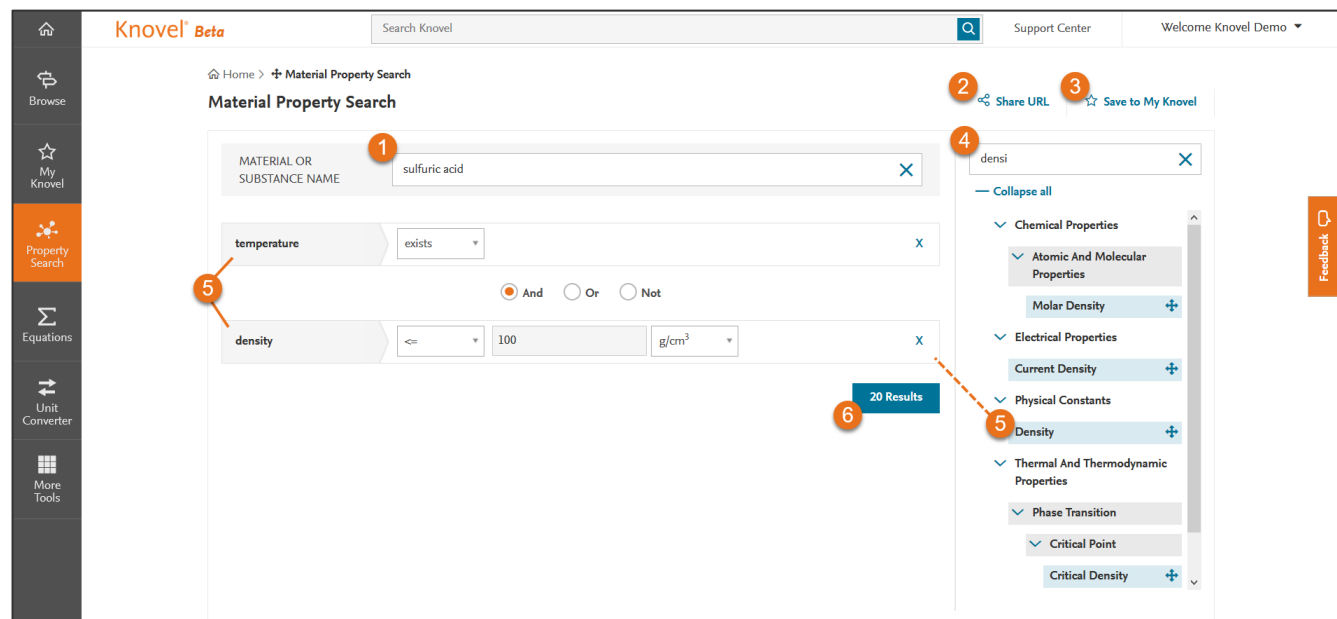 Knovel® Beta
Search Knovel
Support Center
Welcome Knovel Demo
Browse
My
Knovel
Property
Search
Equations
Unit
Converter
More
Tools
Home > Material Property Search
Material Property Search
2
Share URL
3
Save to My Knovel
MATERIAL OR
SUBSTANCE NAME
1
sulfuric acid
temperature
exists
X
5
And
Or
Not
density
<=
100
g/cm³
X
20 Results
6
4
densi
Collapse all
Chemical Properties
Atomic And Molecular
Properties
Molar Density
Electrical Properties
Current Density
Physical Constants
5
Density
Thermal And Thermodynamic
Properties
Phase Transition
Critical Point
Critical Density
Feedback